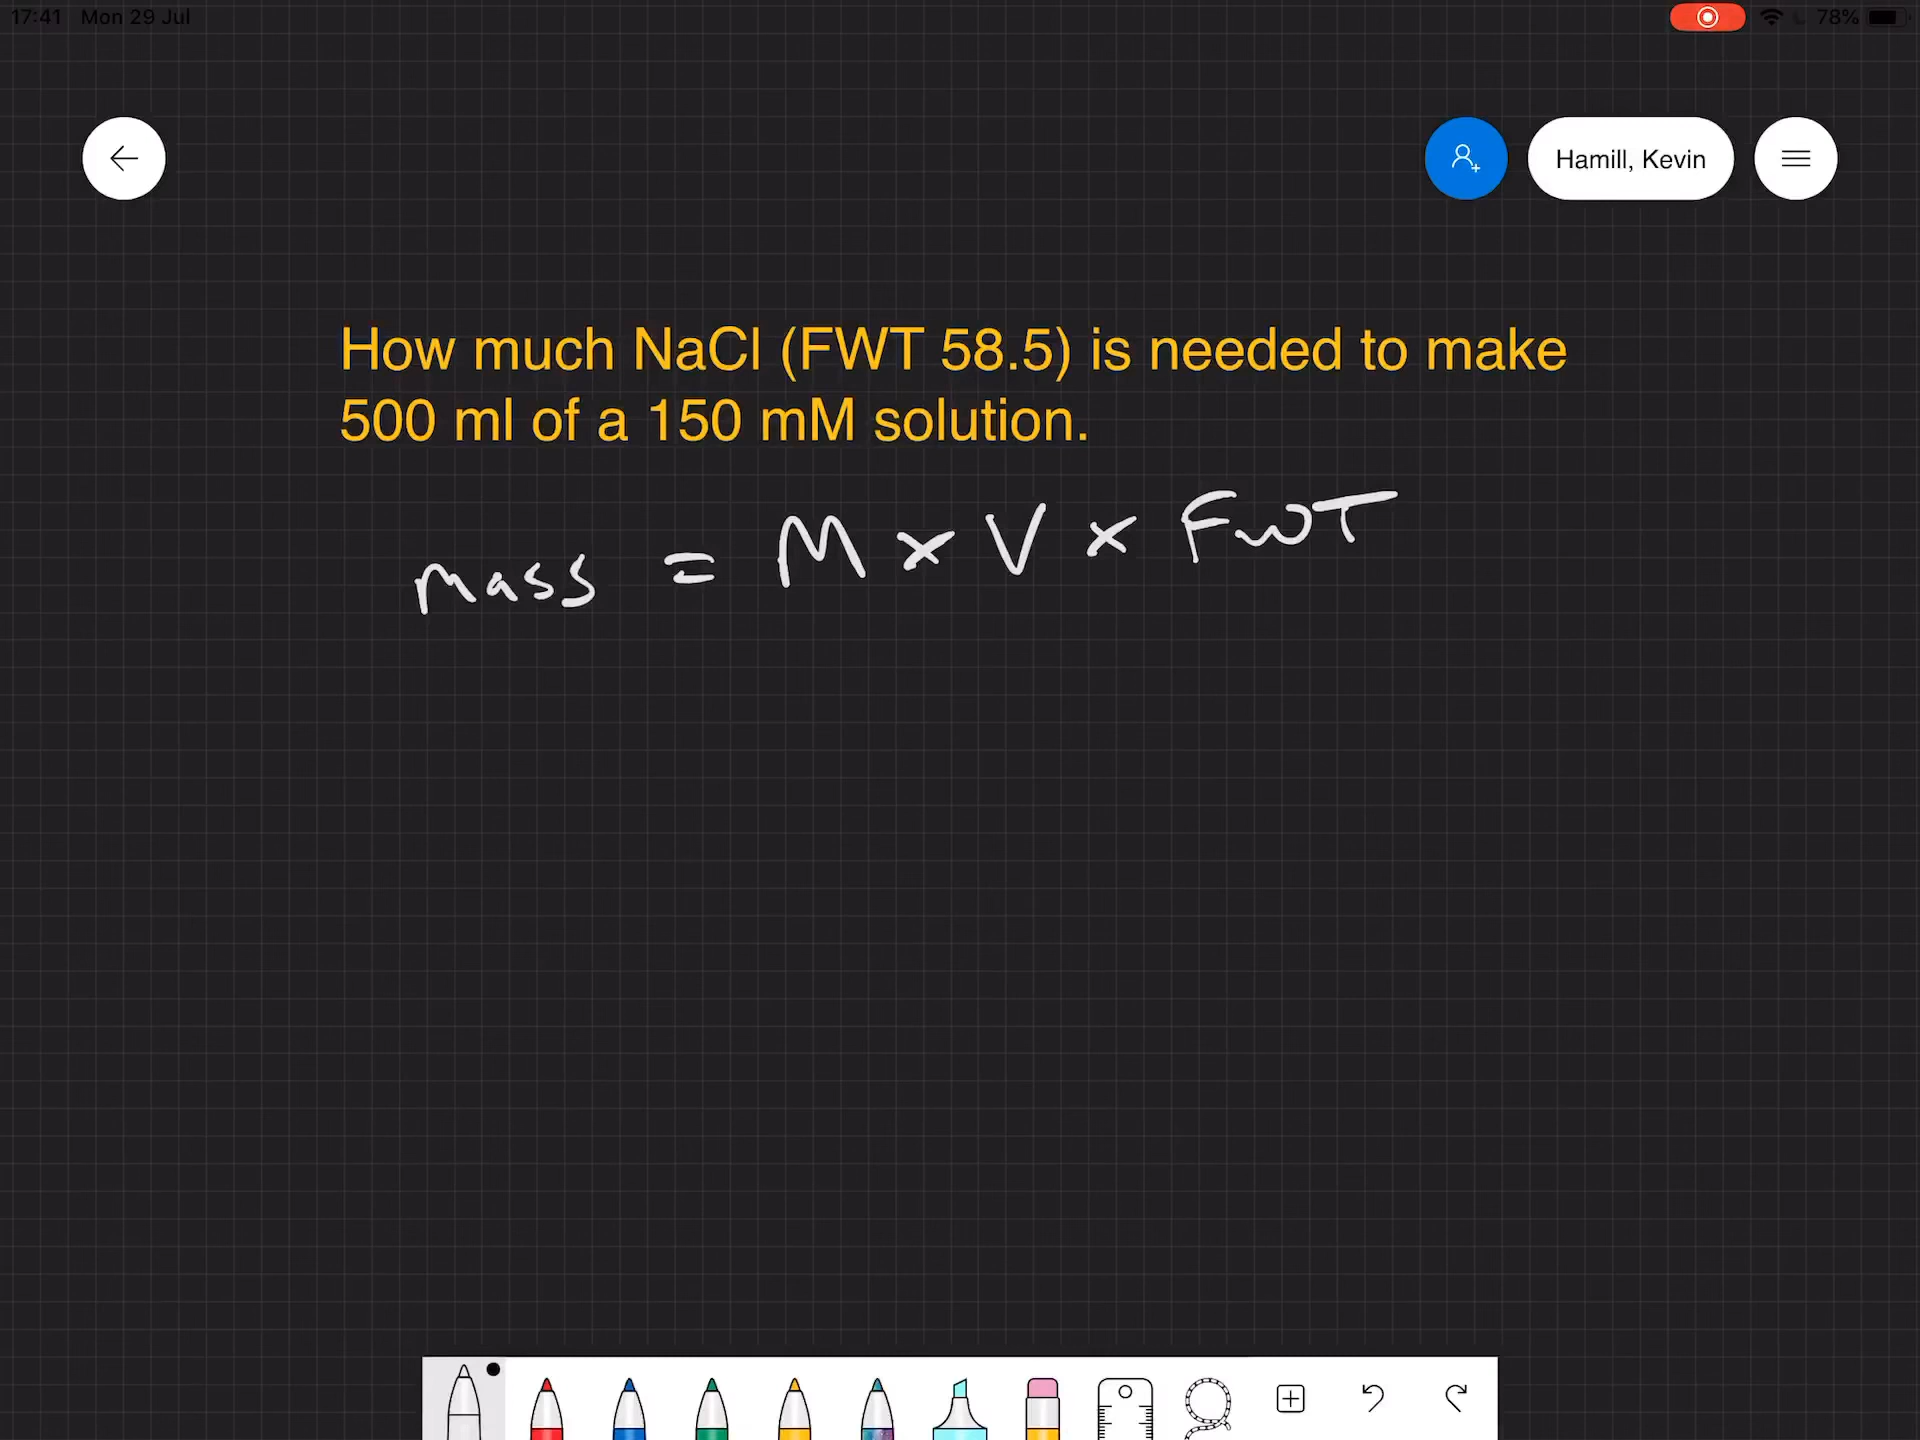 17:41 Mon 29 Jul 78%
Hamill, Kevin
How much NaCl (FWT 58.5) is needed to make
500 ml of a 150 mM solution.
Mass = M x V x FWT